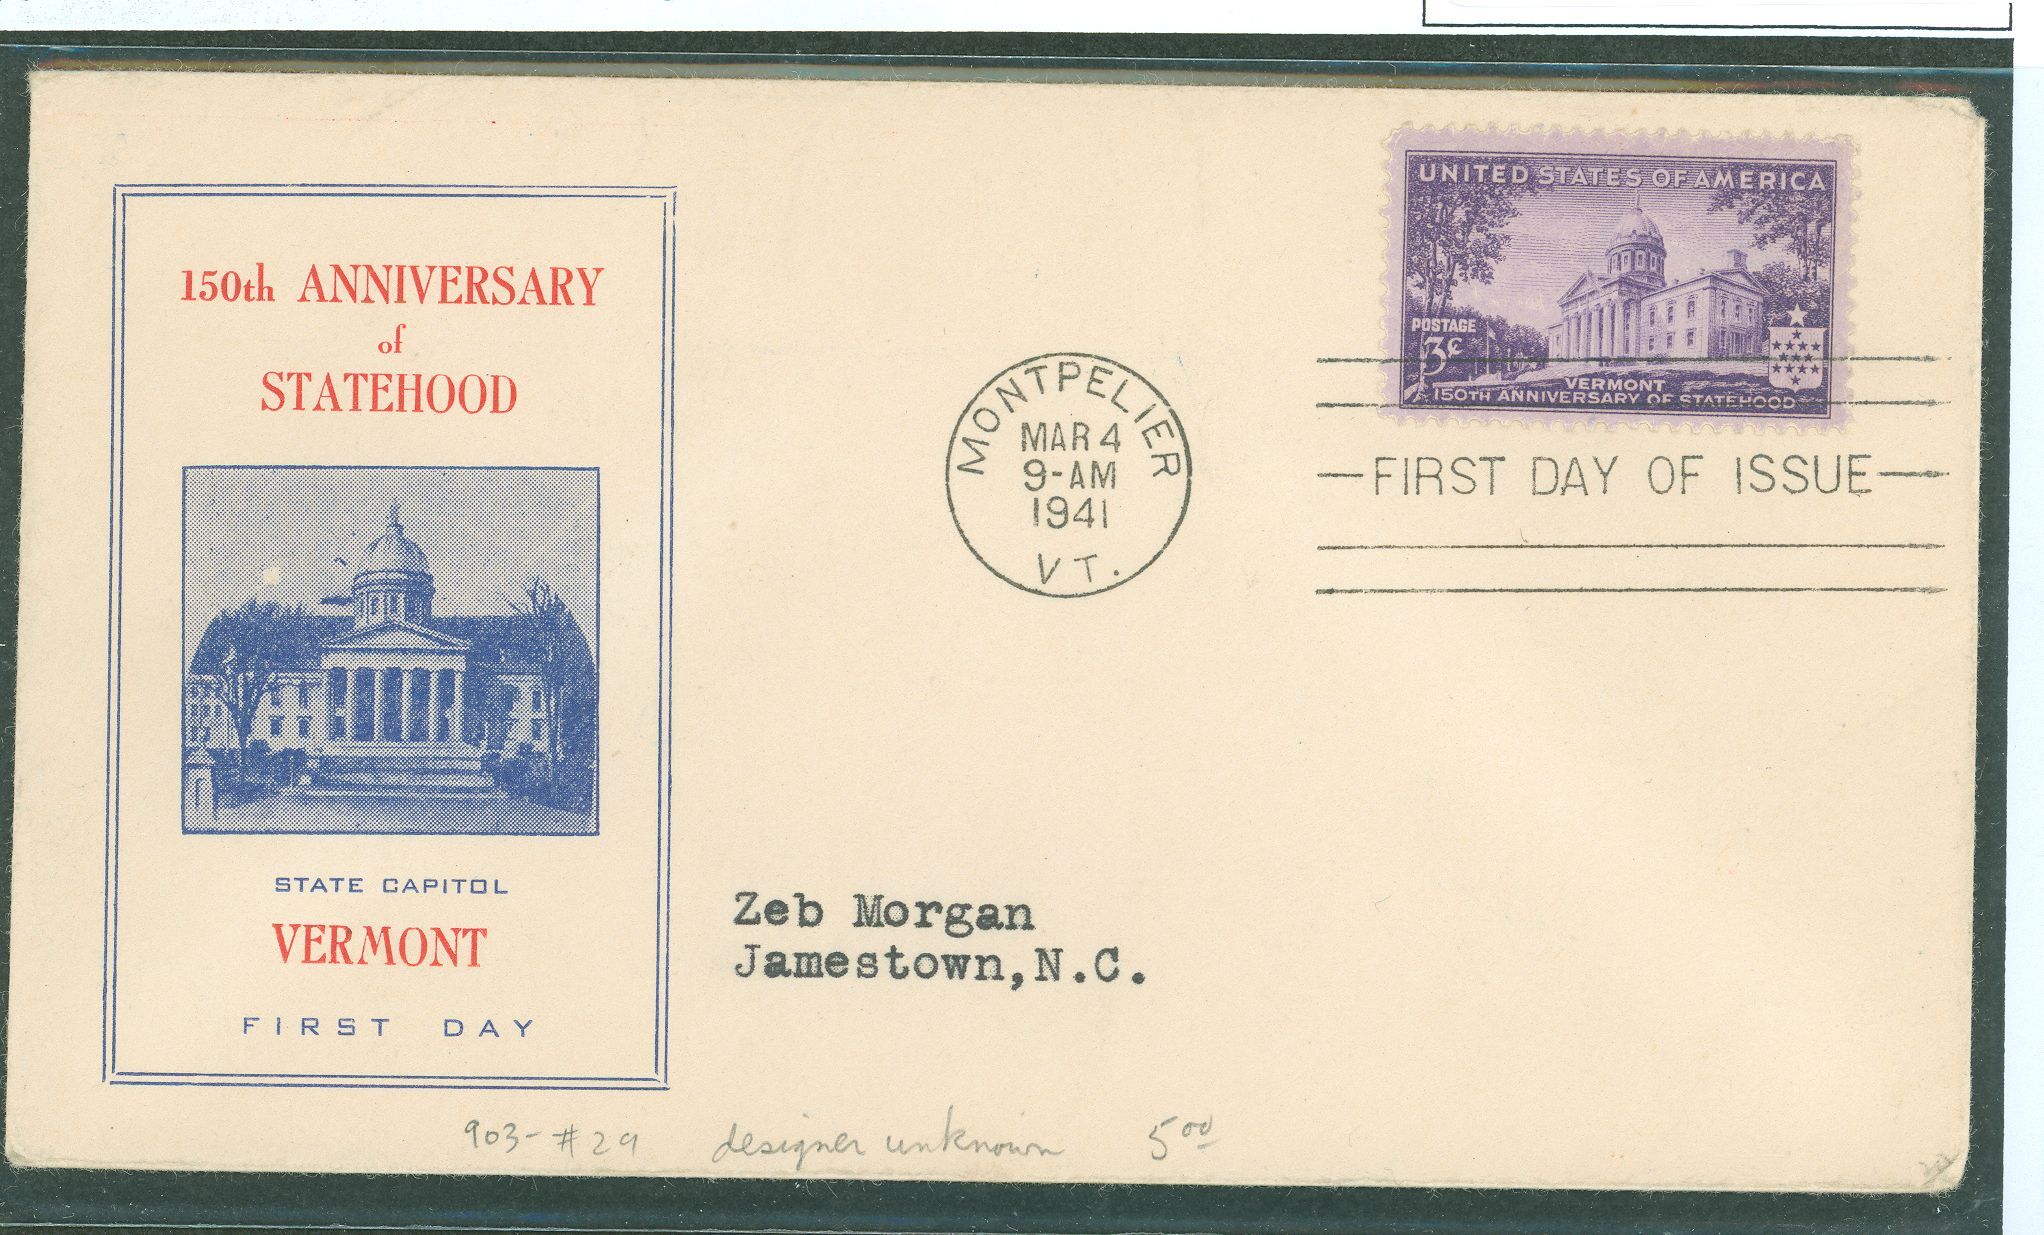 150th ANNIVERSARY
of
STATEHOOD
STATE CAPITOL
VERMONT
FIRST DAY
MONTPELIER
MAR 4
9-AM
1941
VT.
UNITED STATES OF AMERICA
POSTAGE
3¢
VERMONT
150TH ANNIVERSARY OF STATEHOOD
FIRST DAY OF ISSUE
Zeb Morgan
Jamestown, N.C.
903-#29 designer unknown 5 00